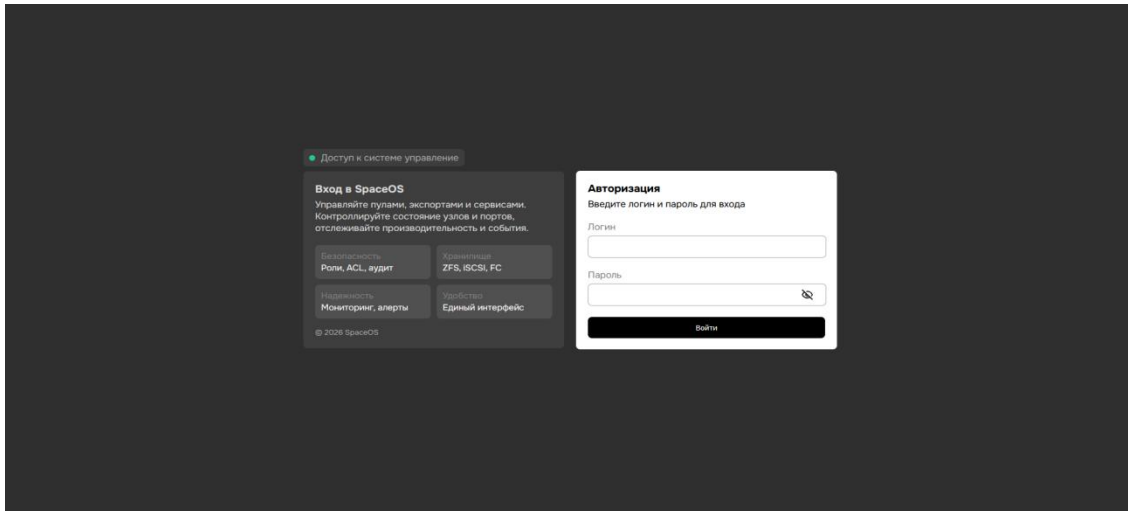 Доступ к системе управление
Вход в SpaceOS
Управляйте пулами, экспортами и сервисами.
Контроллируйте состояние узлов и портов,
отслеживайте производительность и события.
Безопасность
Роли, ACL, аудит
Хранилище
ZFS, iSCSI, FC
Надежность
Мониторинг, алерты
Удобство
Единый интерфейс
© 2026 SpaceOS
Авторизация
Введите логин и пароль для входа
Логин
Пароль
Войти